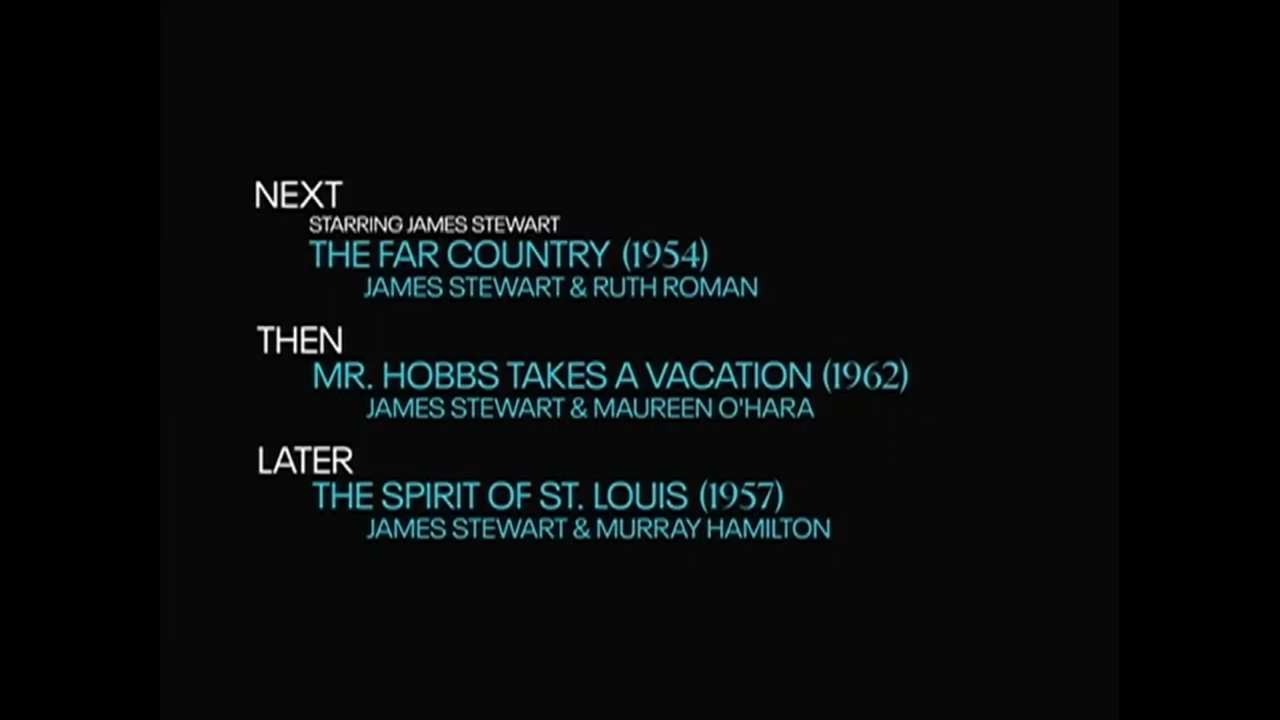 NEXT
STARRING JAMES STEWART
THE FAR COUNTRY (1954)
JAMES STEWART & RUTH ROMAN
THEN
MR. HOBBS TAKES A VACATION (1962)
JAMES STEWART & MAUREEN O'HARA
LATER
THE SPIRIT OF ST. LOUIS (1957)
JAMES STEWART & MURRAY HAMILTON